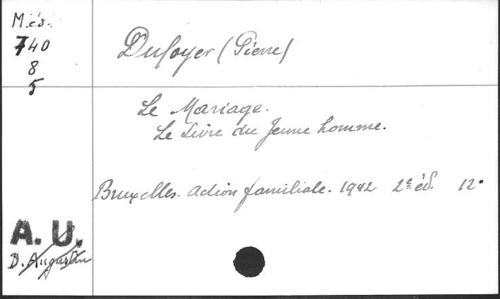 Méd.
740
8
5
Dufoyer (Pierre)
Le Mariage.
Le Livre du Jeune homme.
Bruxelles. Action familiale. 1942 2e éd. 12°
A.U.
D. Augustin